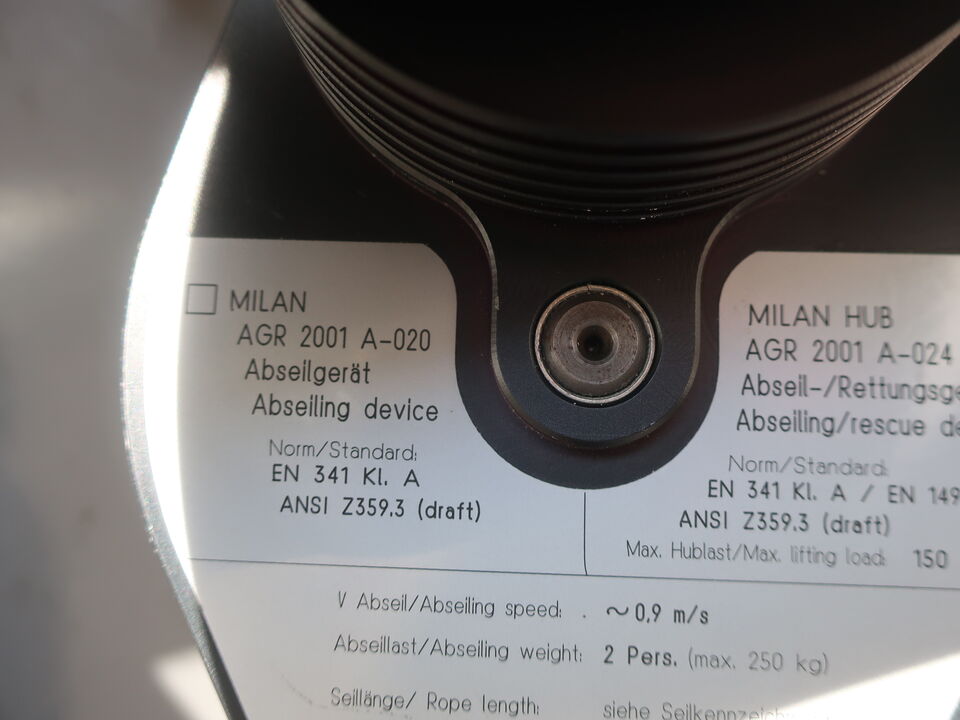 MILAN
AGR 2001 A-020
Abseilgerät
Abseiling device
Norm/Standard:
EN 341 Kl. A
ANSI Z359.3 (draft)
MILAN HUB
AGR 2001 A-024
Abseil-/Rettungsge
Abseiling/rescue de
Norm/Standard:
EN 341 Kl. A / EN 149
ANSI Z359.3 (draft)
Max. Hublast/Max. lifting load: 150
V Abseil/Abseiling speed: ~0,9 m/s
Abseillast/Abseiling weight: 2 Pers. (max. 250 kg)
Seillänge/ Rope length: siehe